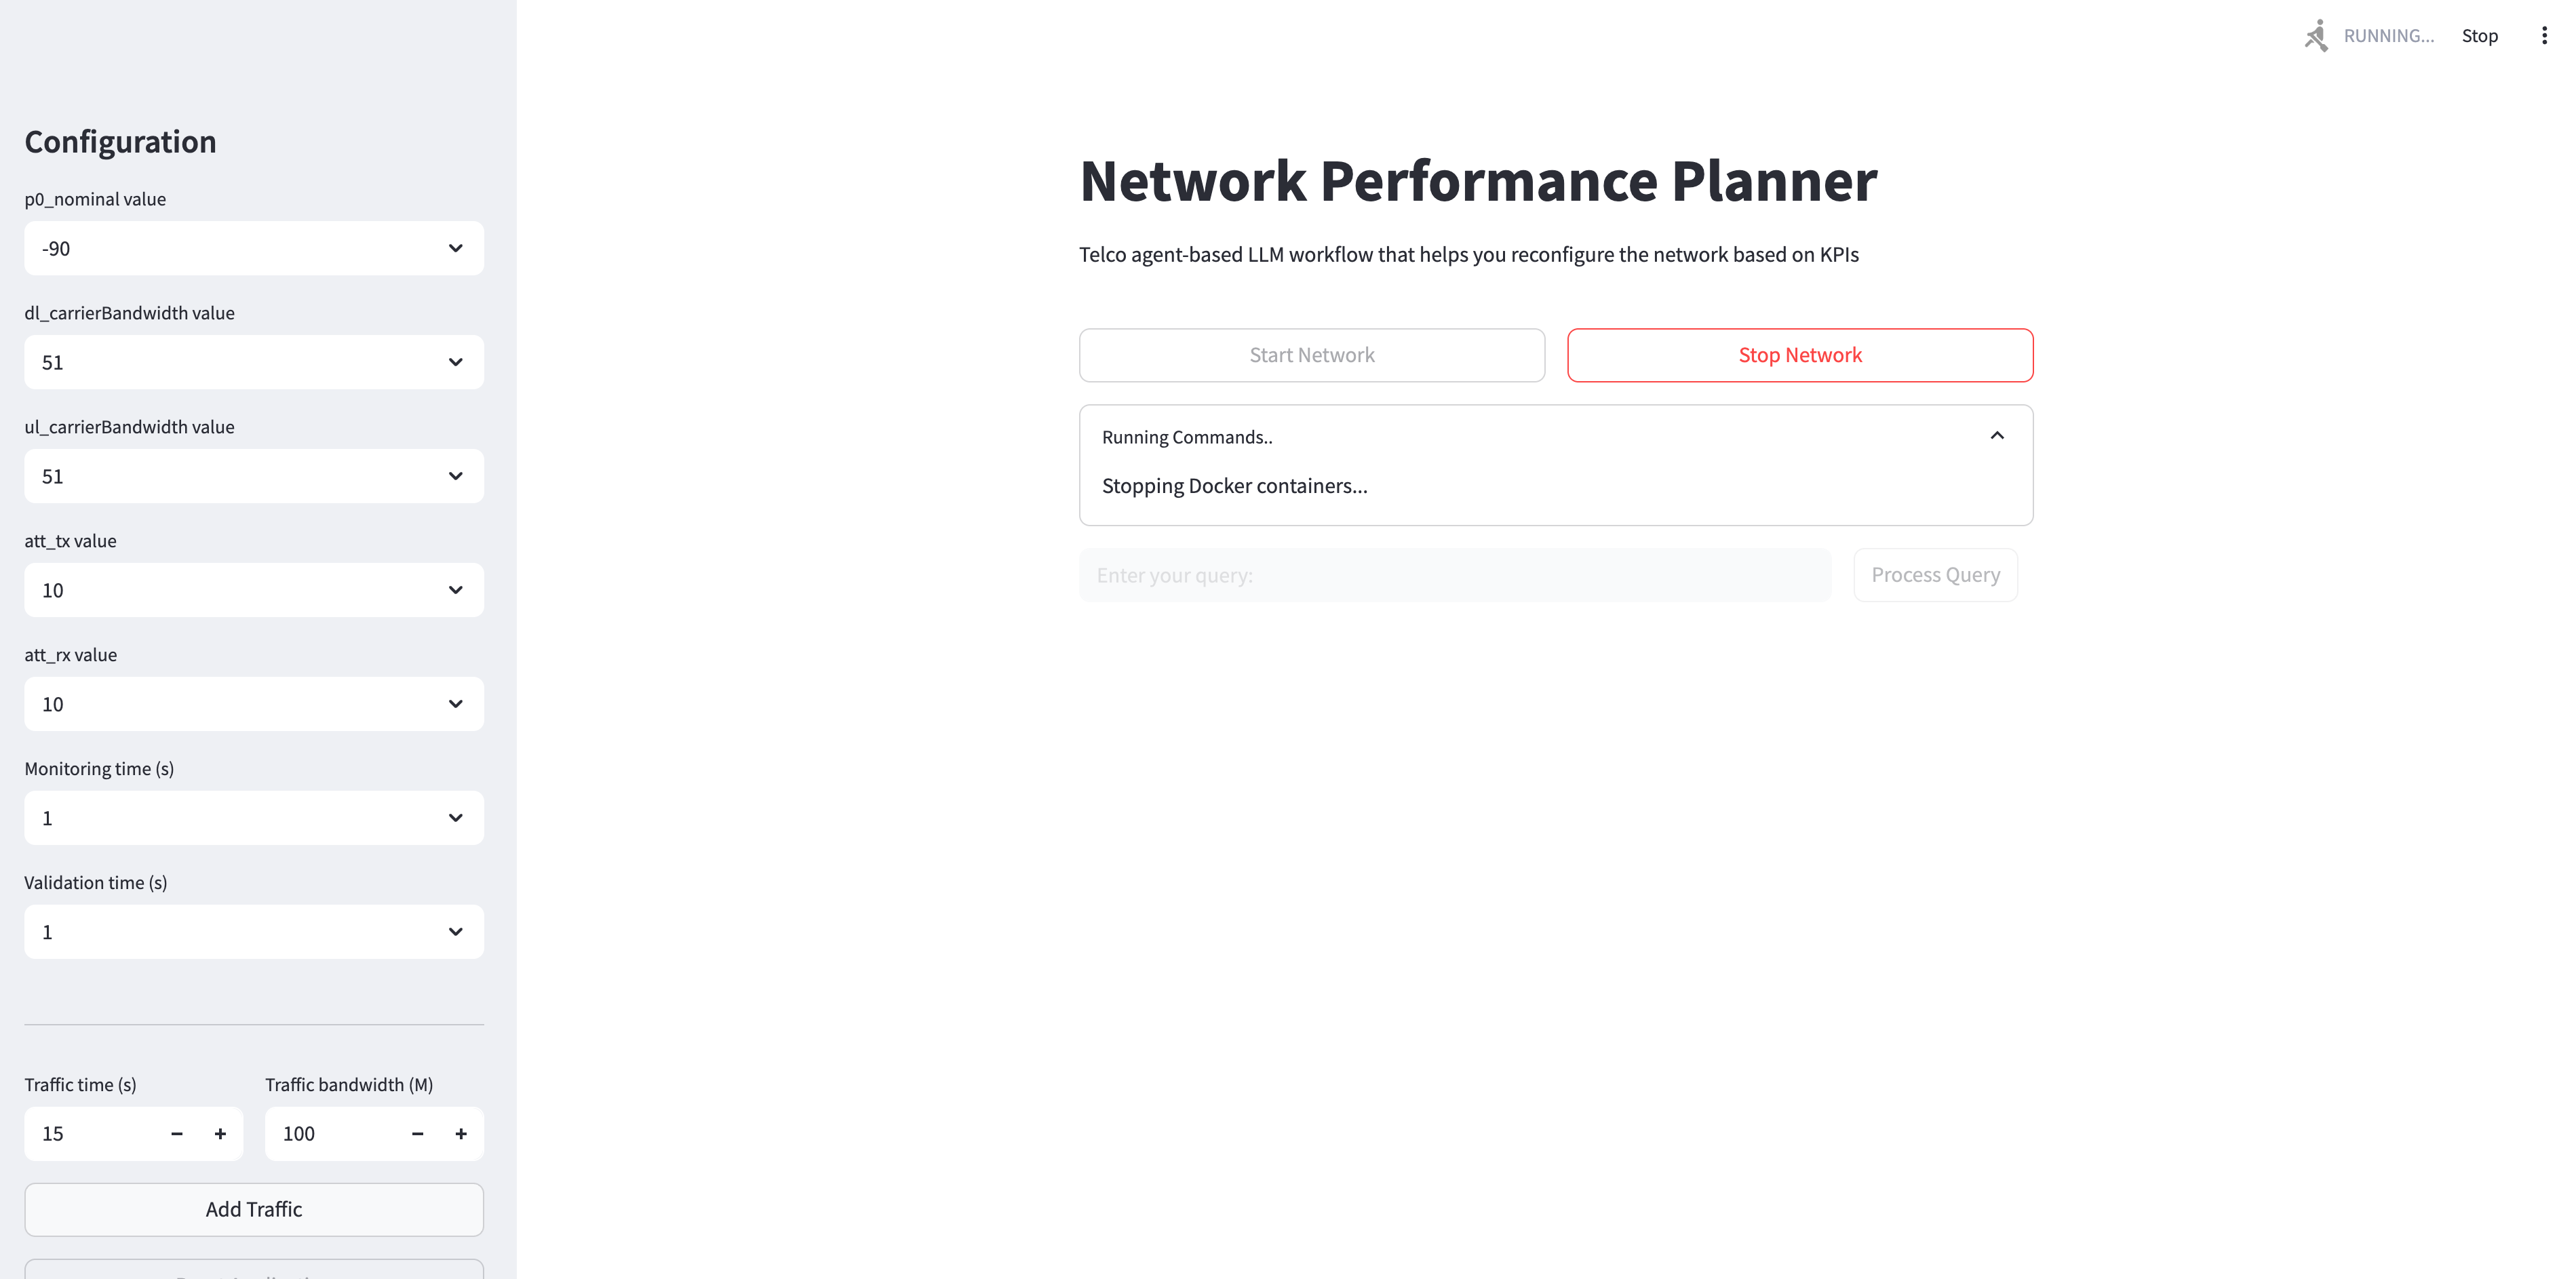 RUNNING...
Stop
Configuration
p0_nominal value
-90
dl_carrierBandwidth value
51
ul_carrierBandwidth value
51
att_tx value
10
att_rx value
10
Monitoring time (s)
1
Validation time (s)
1
Traffic time (s)
Traffic bandwidth (M)
15
100
Add Traffic
Network Performance Planner
Telco agent-based LLM workflow that helps you reconfigure the network based on KPIs
Start Network
Stop Network
Running Commands..
Stopping Docker containers...
Enter your query:
Process Query